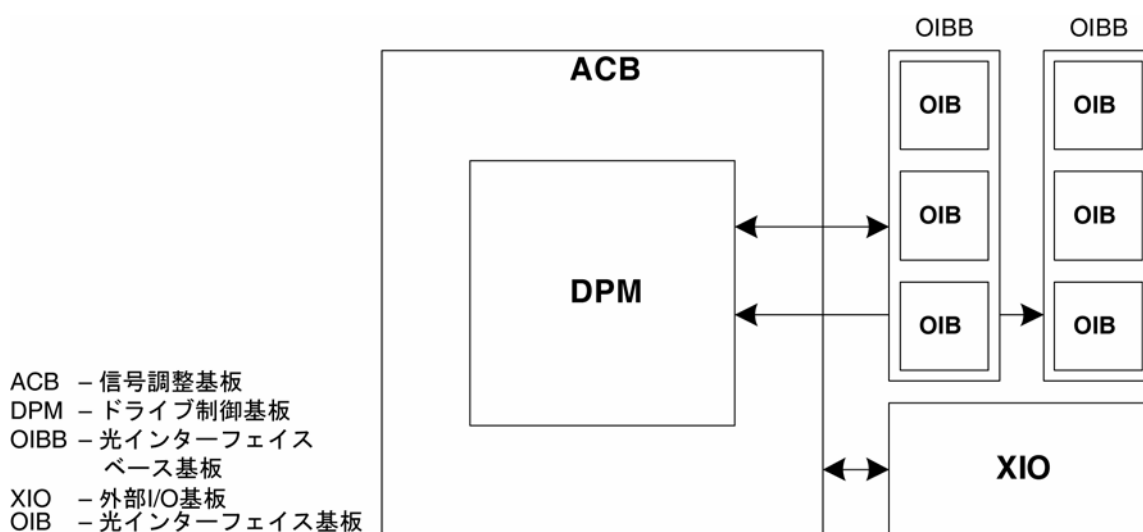 OIBB
OIBB
ACB
OIB
OIB
OIB
OIB
DPM
OIB
OIB
ACB – 信号調整基板
DPM – ドライブ制御基板
OIBB – 光インターフェイス
ベース基板
XIO – 外部I/O基板
OIB – 光インターフェイス基板
XIO